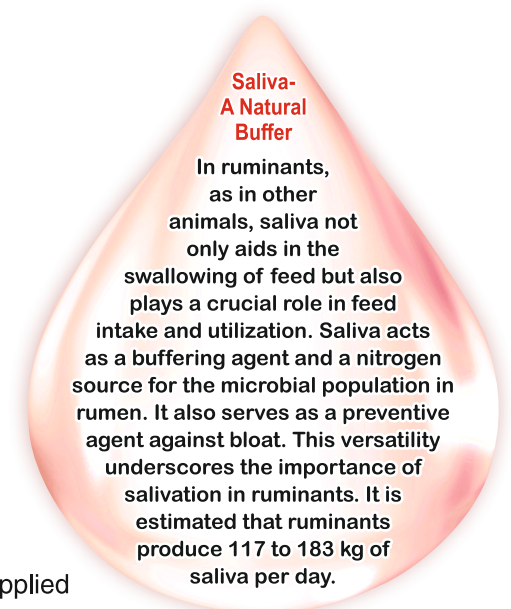 Saliva-
A Natural
Buffer
In ruminants,
as in other
animals, saliva not
only aids in the
swallowing of feed but also
plays a crucial role in feed
intake and utilization. Saliva acts
as a buffering agent and a nitrogen
source for the microbial population in
rumen. It also serves as a preventive
agent against bloat. This versatility
underscores the importance of
salivation in ruminants. It is
estimated that ruminants
produce 117 to 183 kg of
saliva per day.